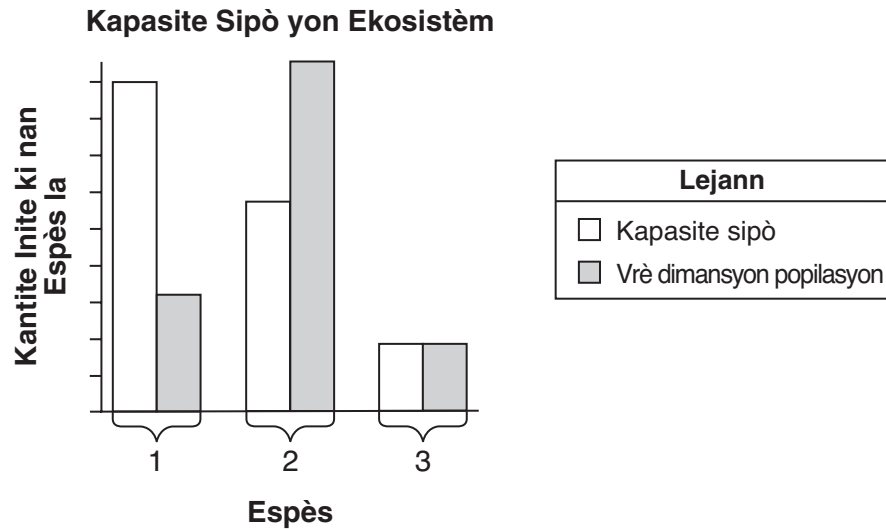 Kapasite Sipò yon Ekosistèm
Kantite Inite ki nan
Espès la
1
2
3
Espès
Lejann
Kapasite sipò
Vrè dimansyon popilasyon